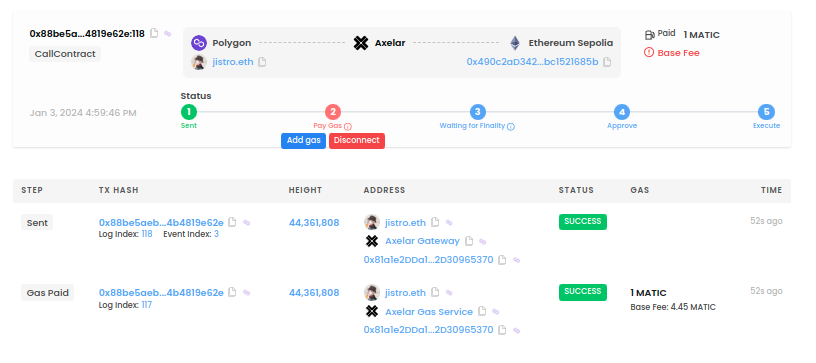 0x88be5a...4819e62e:118
CallContract
Polygon
Axelar
Ethereum Sepolia
jistro.eth
0x490c2aD342...bc1521685b
Paid 1 MATIC
Base Fee
Jan 3, 2024 4:59:46 PM
Status
1 2 3 4 5
Sent Pay Gas Waiting for Finality Approve Execute
Add gas Disconnect
STEP TX HASH HEIGHT ADDRESS STATUS GAS TIME
Sent 0x88be5aeb...4b4819e62e 44,361,808 jistro.eth SUCCESS 52s ago
Log Index: 118 Event Index: 3
Axelar Gateway
0x81a1e2DDa1...2D30965370
Gas Paid 0x88be5aeb...4b4819e62e 44,361,808 jistro.eth SUCCESS 1 MATIC 52s ago
Log Index: 117
Base Fee: 4.45 MATIC
Axelar Gas Service
0x81a1e2DDa1...2D30965370